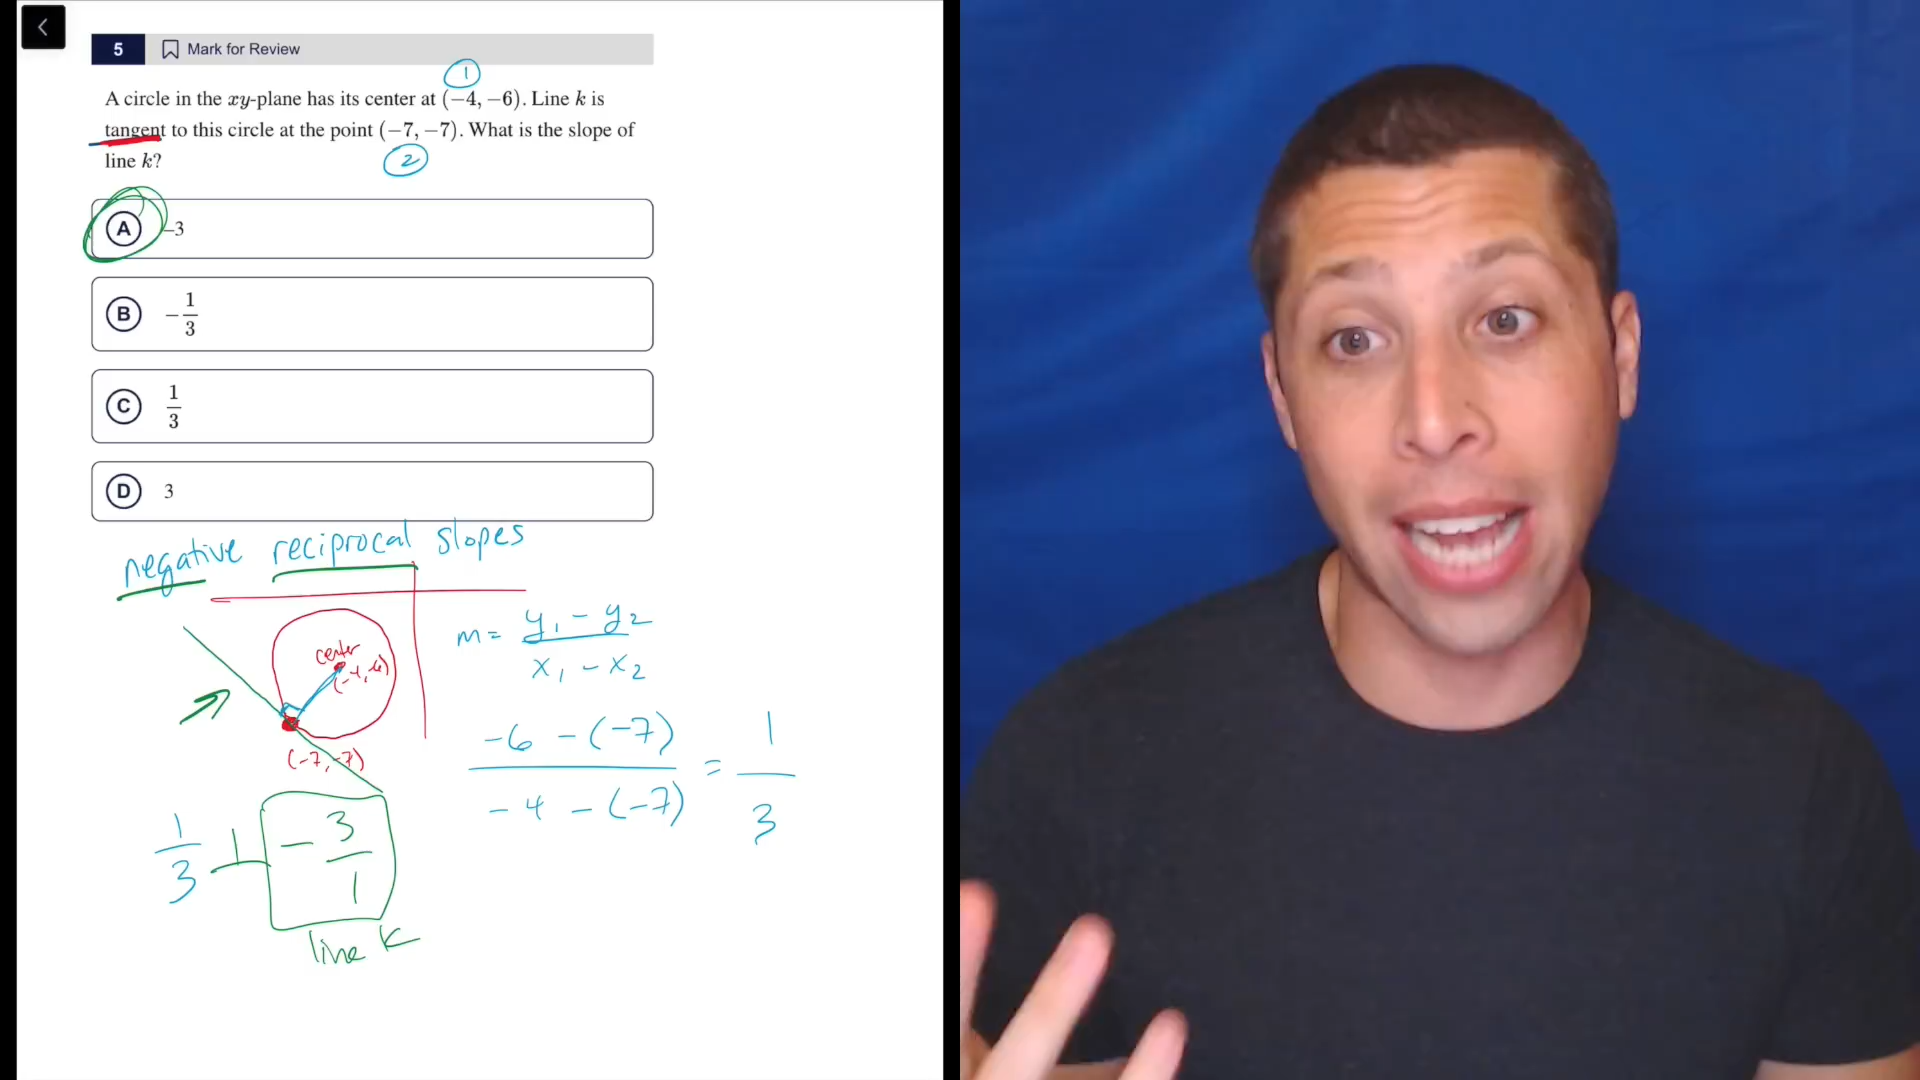 5 Mark for Review
1
A circle in the xy-plane has its center at (−4, −6). Line k is
tangent to this circle at the point (−7, −7). What is the slope of
line k?
2
A −3
B −1/3
C 1/3
D 3
negative reciprocal slopes
center
(-4,-6)
(-7,-7)
m = y₁ - y₂ / x₁ - x₂
-6 - (-7) / -4 - (-7) = 1/3
1/3 ⊥ - 3/1
line k